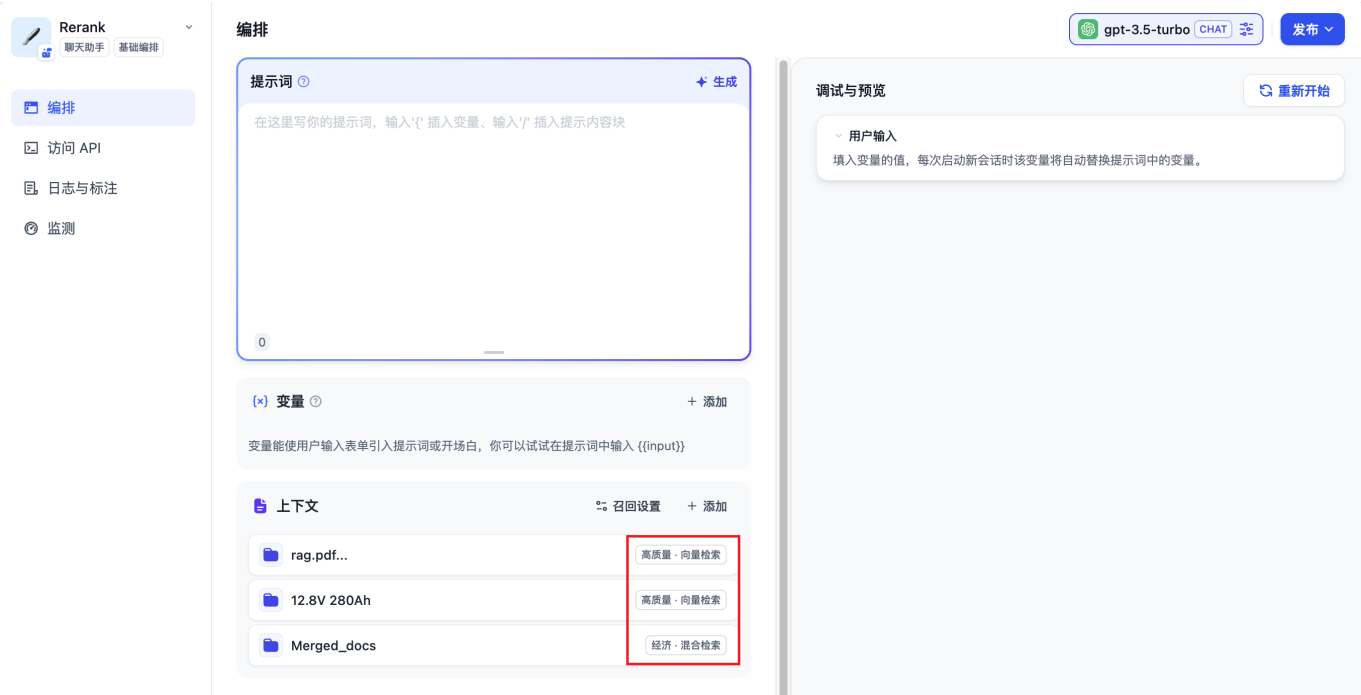 Rerank
聊天助手 基础编排
编排
访问 API
日志与标注
监测
编排
gpt-3.5-turbo CHAT
发布
提示词
生成
在这里写你的提示词，输入'{' 插入变量、输入'/' 插入提示内容块
0
{x} 变量
+ 添加
变量能使用户输入表单引入提示词或开场白，你可以试试在提示词中输入 {{input}}
上下文
召回设置
+ 添加
rag.pdf...
高质量 · 向量检索
12.8V 280Ah
高质量 · 向量检索
Merged_docs
经济 · 混合检索
调试与预览
重新开始
用户输入
填入变量的值，每次启动新会话时该变量将自动替换提示词中的变量。